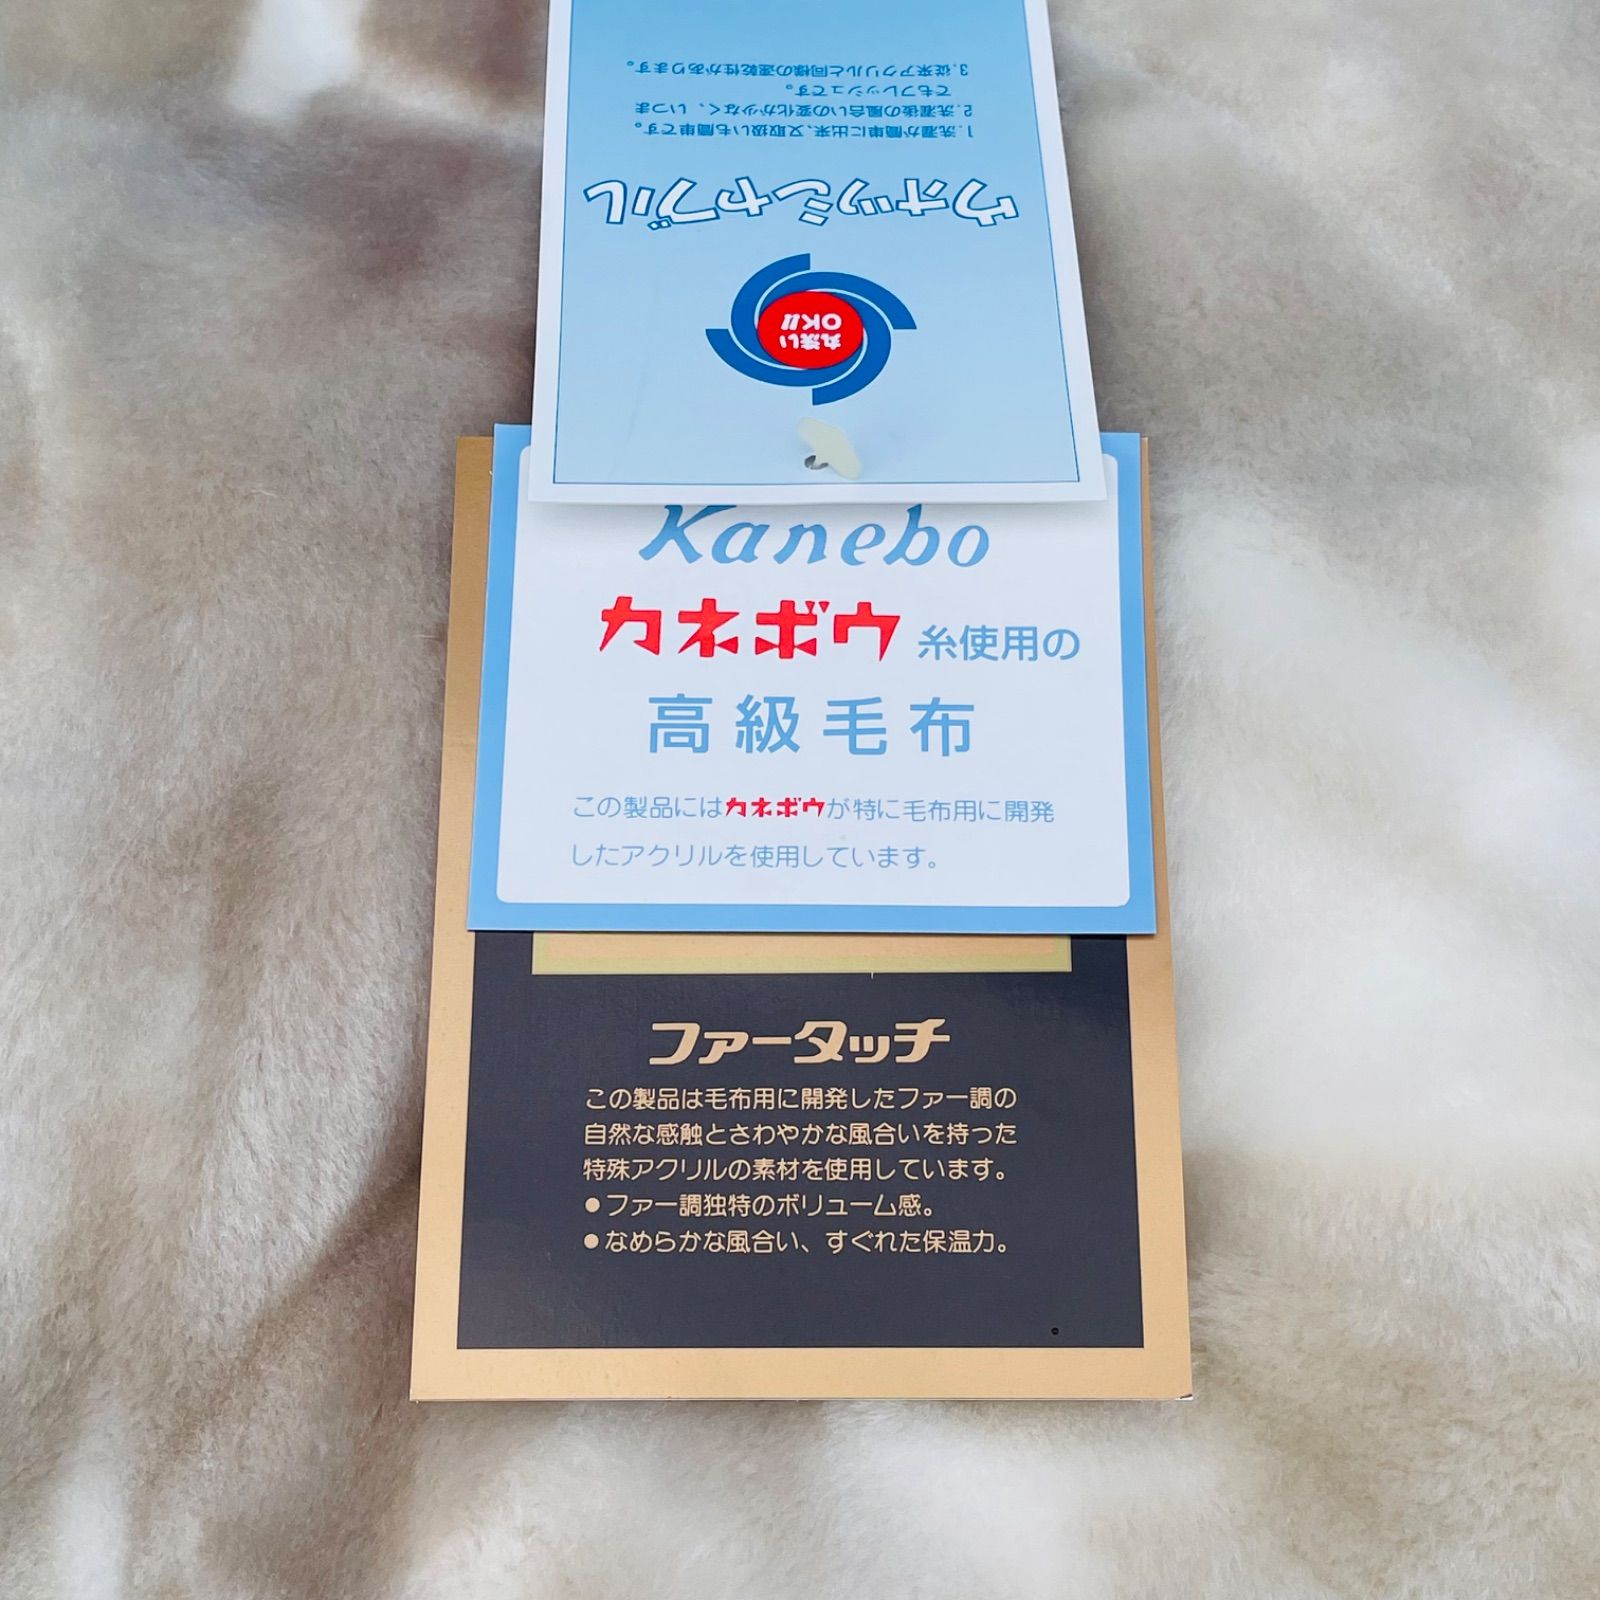 丸洗い
OK!!
ウオッシャブル
1.洗濯が簡単に出来、又取扱いも簡単です。
2.洗濯後の風合いの変化が少なく、いつま
でもフレッシュです。
3.従来アクリルと同様の速乾性があります。
Kanebo
カネボウ 糸使用の
高級毛布
この製品にはカネボウが特に毛布用に開発
したアクリルを使用しています。
ファータッチ
この製品は毛布用に開発したファー調の
自然な感触とさわやかな風合いを持った
特殊アクリルの素材を使用しています。
●ファー調独特のボリューム感。
●なめらかな風合い、すぐれた保温力。